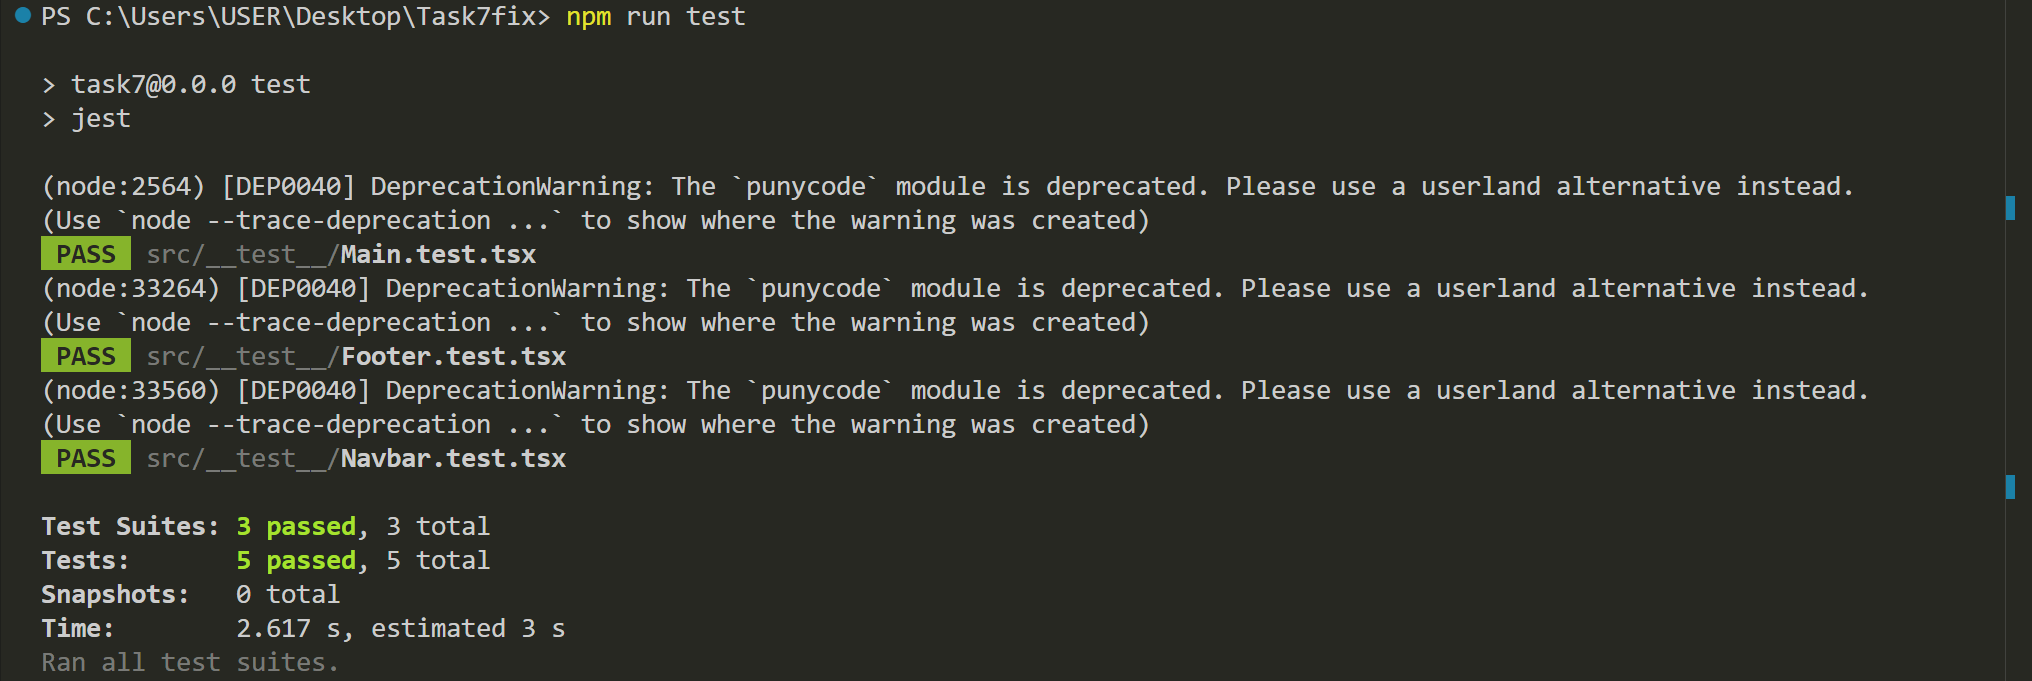 PS C:\Users\USER\Desktop\Task7fix> npm run test
> task7@0.0.0 test
> jest
(node:2564) [DEP0040] DeprecationWarning: The `punycode` module is deprecated. Please use a userland alternative instead.
(Use `node --trace-deprecation ...` to show where the warning was created)
PASS src/__test__/Main.test.tsx
(node:33264) [DEP0040] DeprecationWarning: The `punycode` module is deprecated. Please use a userland alternative instead.
(Use `node --trace-deprecation ...` to show where the warning was created)
PASS src/__test__/Footer.test.tsx
(node:33560) [DEP0040] DeprecationWarning: The `punycode` module is deprecated. Please use a userland alternative instead.
(Use `node --trace-deprecation ...` to show where the warning was created)
PASS src/__test__/Navbar.test.tsx
Test Suites: 3 passed, 3 total
Tests: 5 passed, 5 total
Snapshots: 0 total
Time: 2.617 s, estimated 3 s
Ran all test suites.